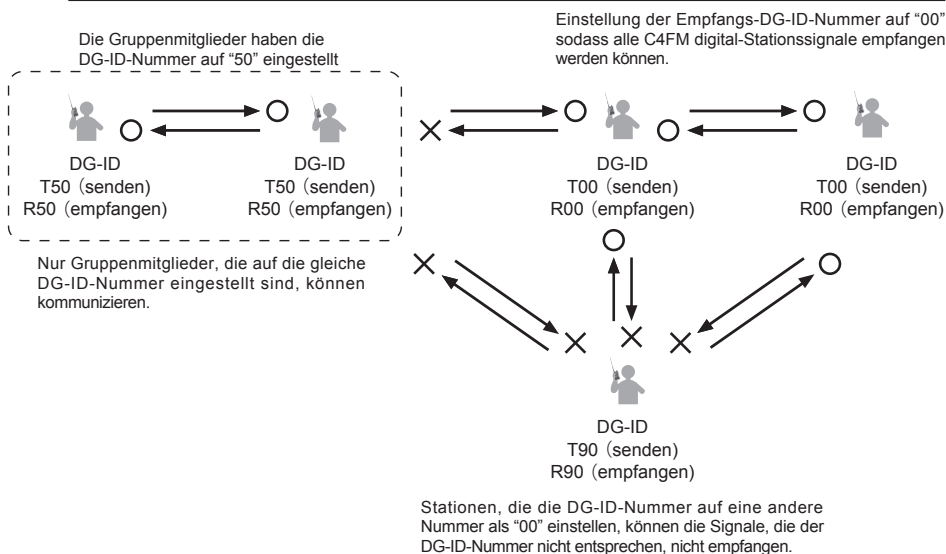 Einstellung der Empfangs-DG-ID-Nummer auf “00”
sodass alle C4FM digital-Stationssignale empfangen
werden können.
Die Gruppenmitglieder haben die
DG-ID-Nummer auf “50” eingestellt
DG-ID
T50 (senden)
R50 (empfangen)
DG-ID
T50 (senden)
R50 (empfangen)
DG-ID
T00 (senden)
R00 (empfangen)
DG-ID
T00 (senden)
R00 (empfangen)
Nur Gruppenmitglieder, die auf die gleiche
DG-ID-Nummer eingestellt sind, können
kommunizieren.
DG-ID
T90 (senden)
R90 (empfangen)
Stationen, die die DG-ID-Nummer auf eine andere
Nummer als “00” einstellen, können die Signale, die der
DG-ID-Nummer nicht entsprechen, nicht empfangen.